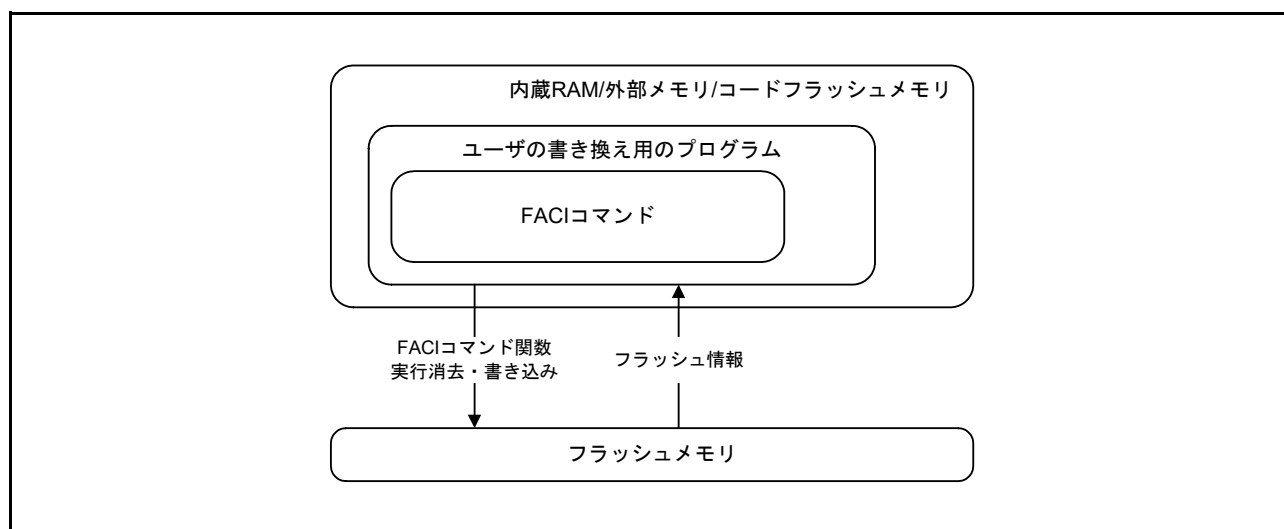 内蔵RAM/外部メモリ/コードフラッシュメモリ
ユーザの書き換え用のプログラム
FACIコマンド
FACIコマンド関数
実行消去・書き込み
フラッシュ情報
フラッシュメモリ